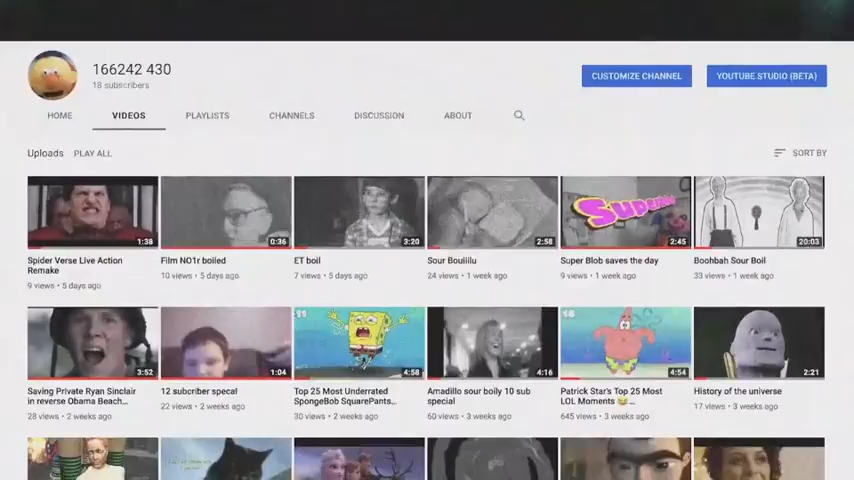 166242 430
18 subscribers
CUSTOMIZE CHANNEL
YOUTUBE STUDIO (BETA)
HOME
VIDEOS
PLAYLISTS
CHANNELS
DISCUSSION
ABOUT
Uploads PLAY ALL
SORT BY
1:38
0:36
3:20
2:58
Super
2:45
20:03
Spider Verse Live Action
Remake
9 views • 5 days ago
Film NO1r boiled
10 views • 5 days ago
ET boil
7 views • 5 days ago
Sour Bouiiilu
24 views • 1 week ago
Super Blob saves the day
9 views • 1 week ago
Boohbah Sour Boil
33 views • 1 week ago
3:52
1:04
4:58
4:16
4:54
2:21
Saving Private Ryan Sinclair
in reverse Obama Beach...
28 views • 2 weeks ago
12 subcriber specal
22 views • 2 weeks ago
Top 25 Most Underrated
SpongeBob SquarePants...
30 views • 2 weeks ago
Amadillo sour boily 10 sub
special
60 views • 3 weeks ago
Patrick Star's Top 25 Most
LOL Moments 😂...
645 views • 3 weeks ago
History of the universe
17 views • 3 weeks ago